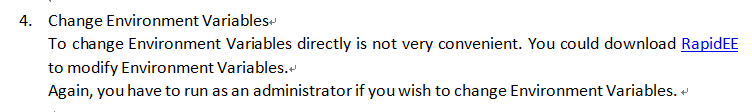 4. Change Environment Variables
To change Environment Variables directly is not very convenient. You could download RapidEE
to modify Environment Variables.
Again, you have to run as an administrator if you wish to change Environment Variables.